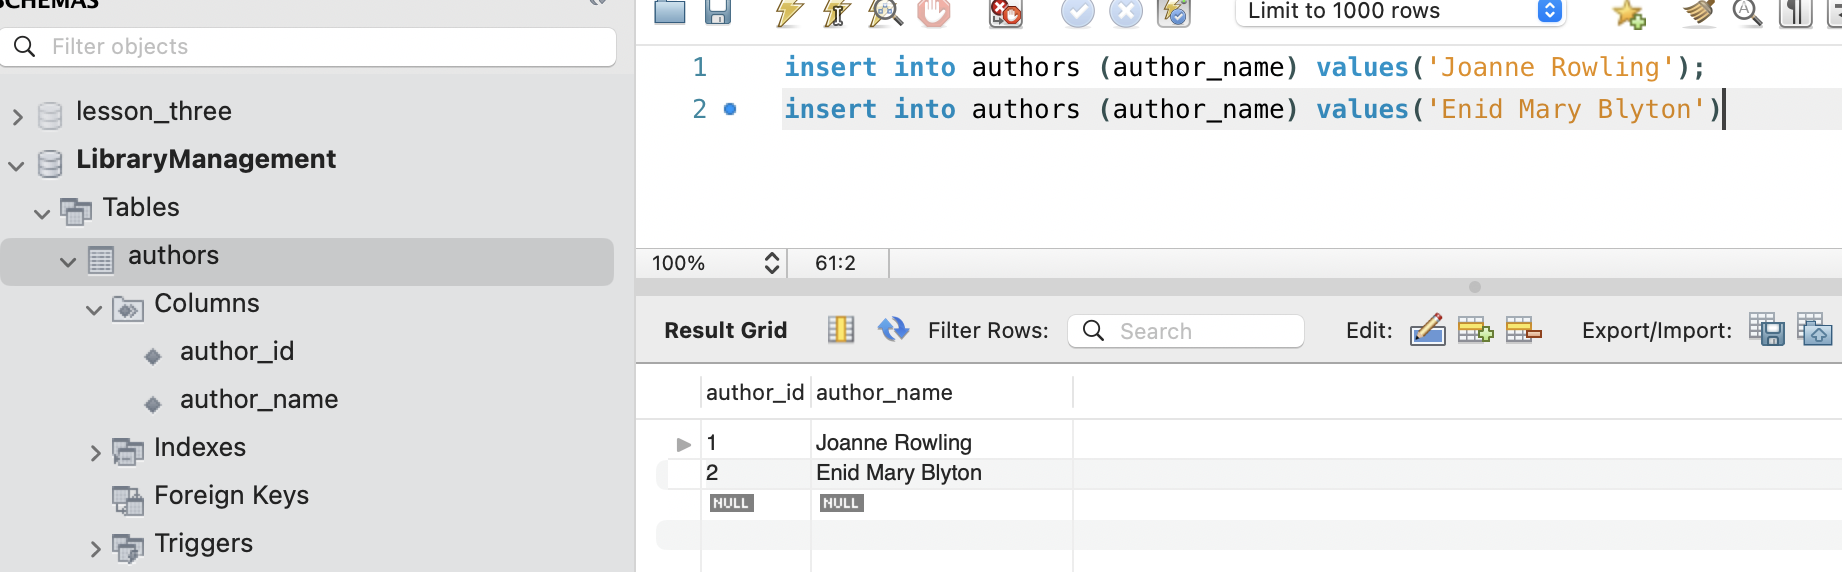 SCHEMAS
Filter objects
lesson_three
LibraryManagement
Tables
authors
Columns
author_id
author_name
Indexes
Foreign Keys
Triggers
Limit to 1000 rows
1 insert into authors (author_name) values('Joanne Rowling');
2 insert into authors (author_name) values('Enid Mary Blyton')
100% 61:2
Result Grid Filter Rows: Search Edit: Export/Import:
author_id author_name
1 Joanne Rowling
2 Enid Mary Blyton
NULL NULL